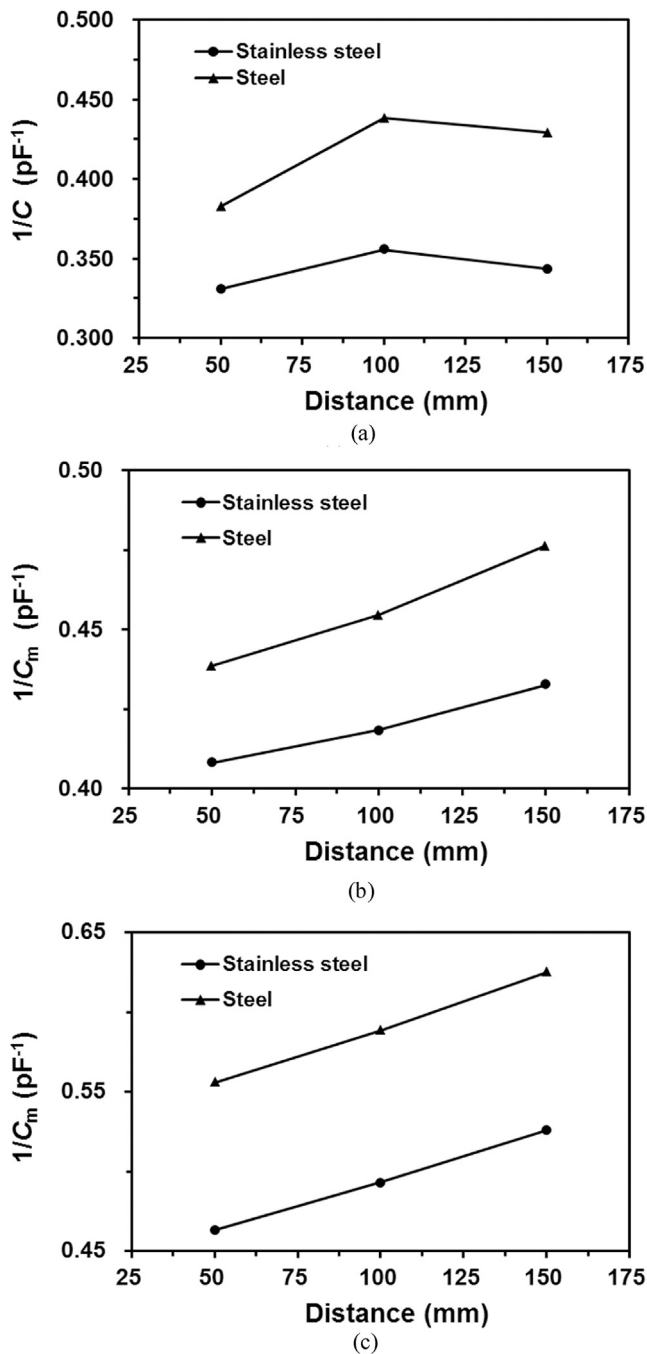 0.500
Stainless steel
Steel
0.450
0.400
1/C (pF-1)
0.350
0.300
25 50 75 100 125 150 175
Distance (mm)
(a)
0.50
Stainless steel
Steel
0.45
1/Cm (pF-1)
0.40
25 50 75 100 125 150 175
Distance (mm)
(b)
0.65
Stainless steel
Steel
0.55
1/Cm (pF-1)
0.45
25 50 75 100 125 150 175
Distance (mm)
(c)